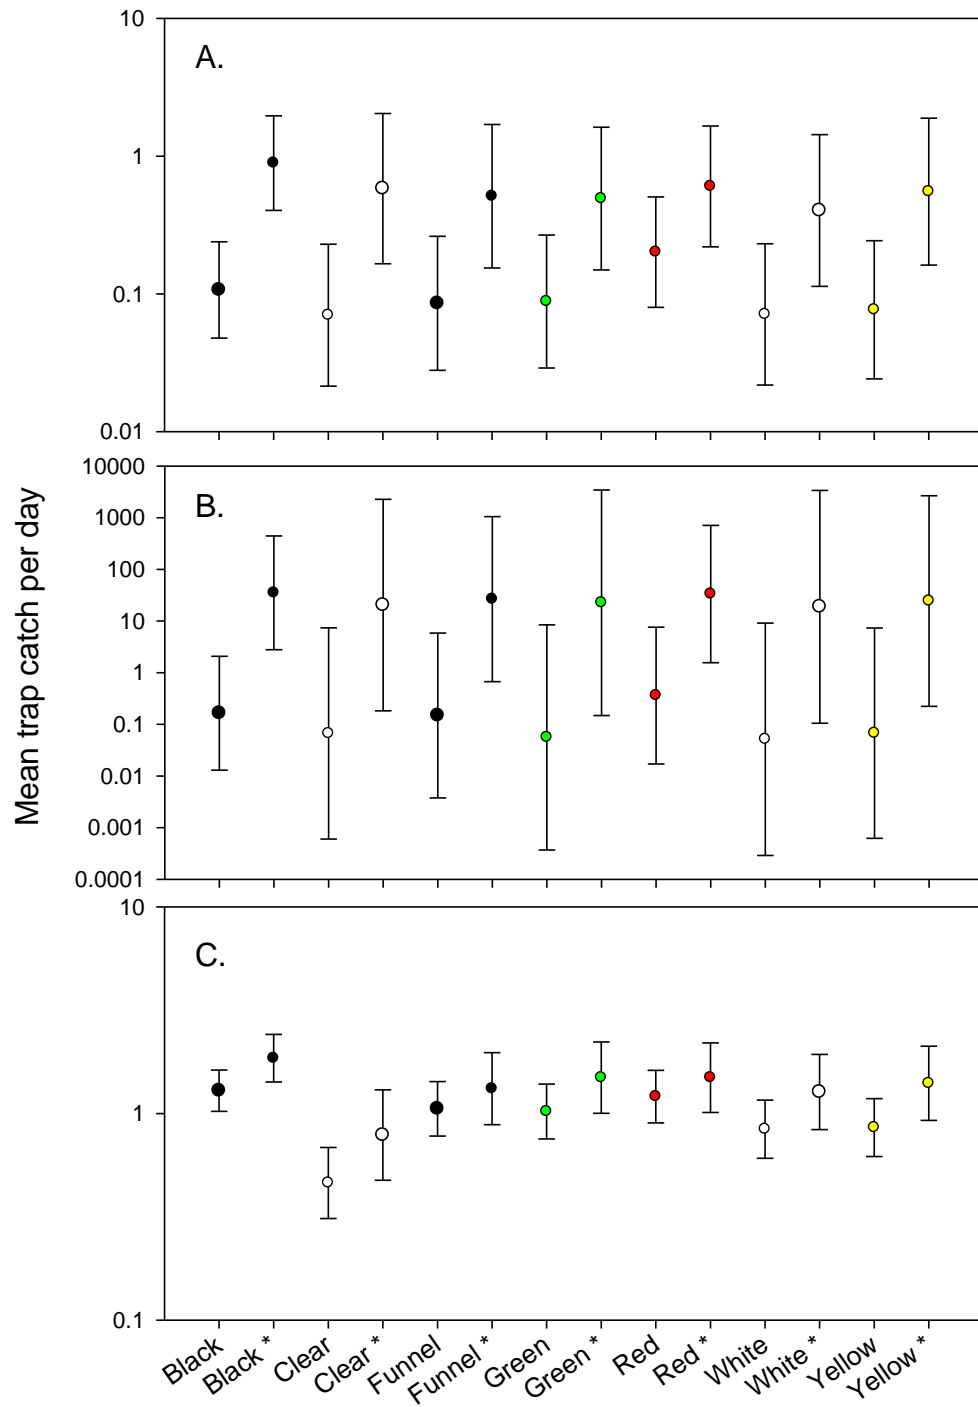 Mean trap catch per day
A.
10
1
0.1
0.01
B.
10000
1000
100
10
1
0.1
0.01
0.001
0.0001
C.
10
1
0.1
Black
Black *
Clear
Clear *
Funnel
Funnel *
Green
Green *
Red
Red *
White
White *
Yellow
Yellow *